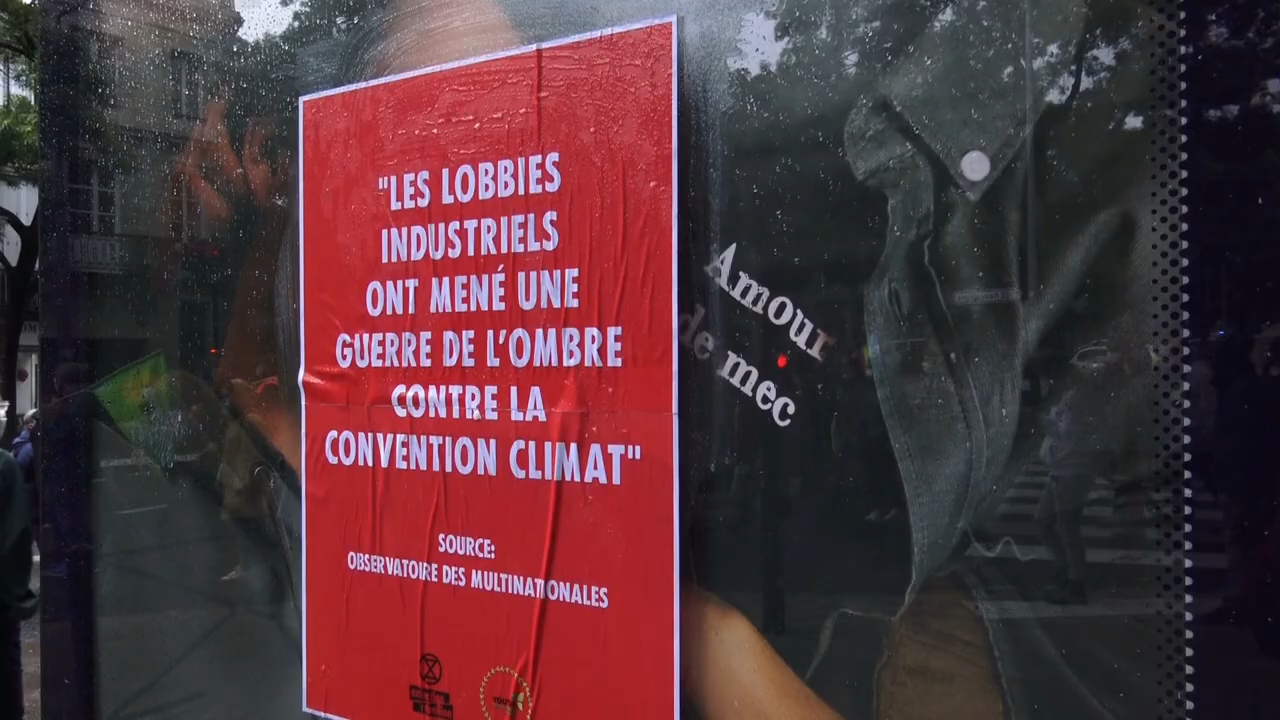 "LES LOBBIES
INDUSTRIELS
ONT MENÉ UNE
GUERRE DE L'OMBRE
CONTRE LA
CONVENTION CLIMAT"
SOURCE:
OBSERVATOIRE DES MULTINATIONALES
Amour
de mec